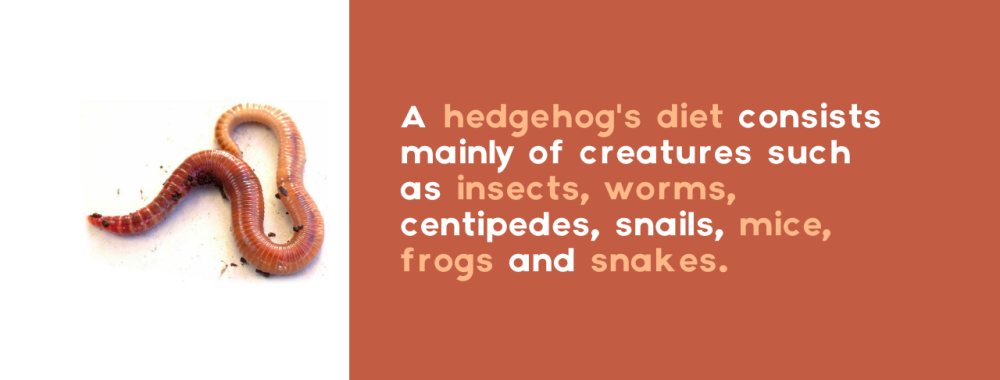 A hedgehog's diet consists
mainly of creatures such
as insects, worms,
centipedes, snails, mice,
frogs and snakes.